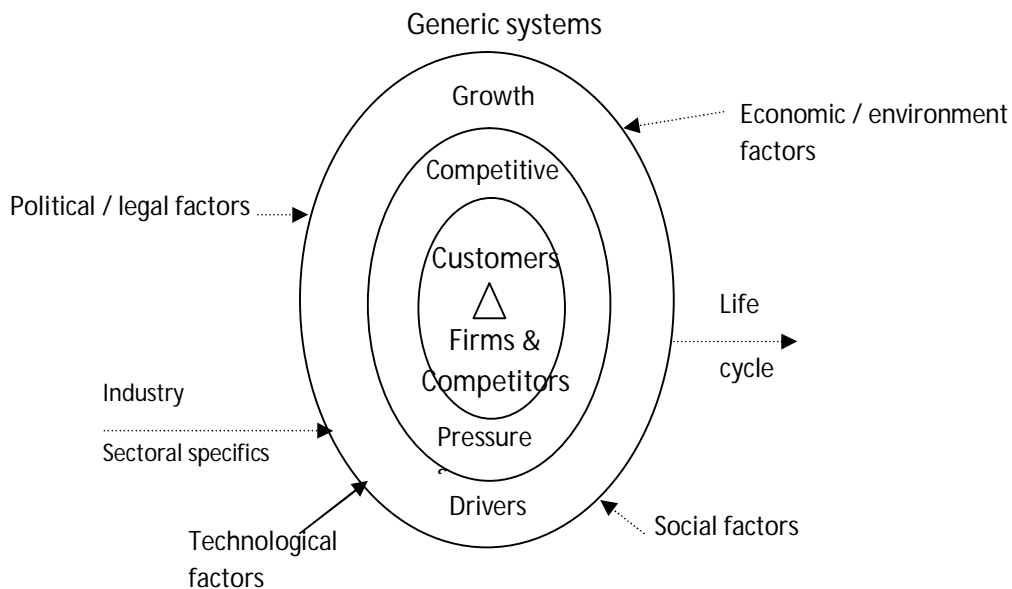 Generic systems
Growth
Economic / environment
factors
Competitive
Political / legal factors
Customers
Life
Firms &
Competitors
cycle
Industry
Pressure
Sectoral specifics
Drivers
Social factors
Technological
factors